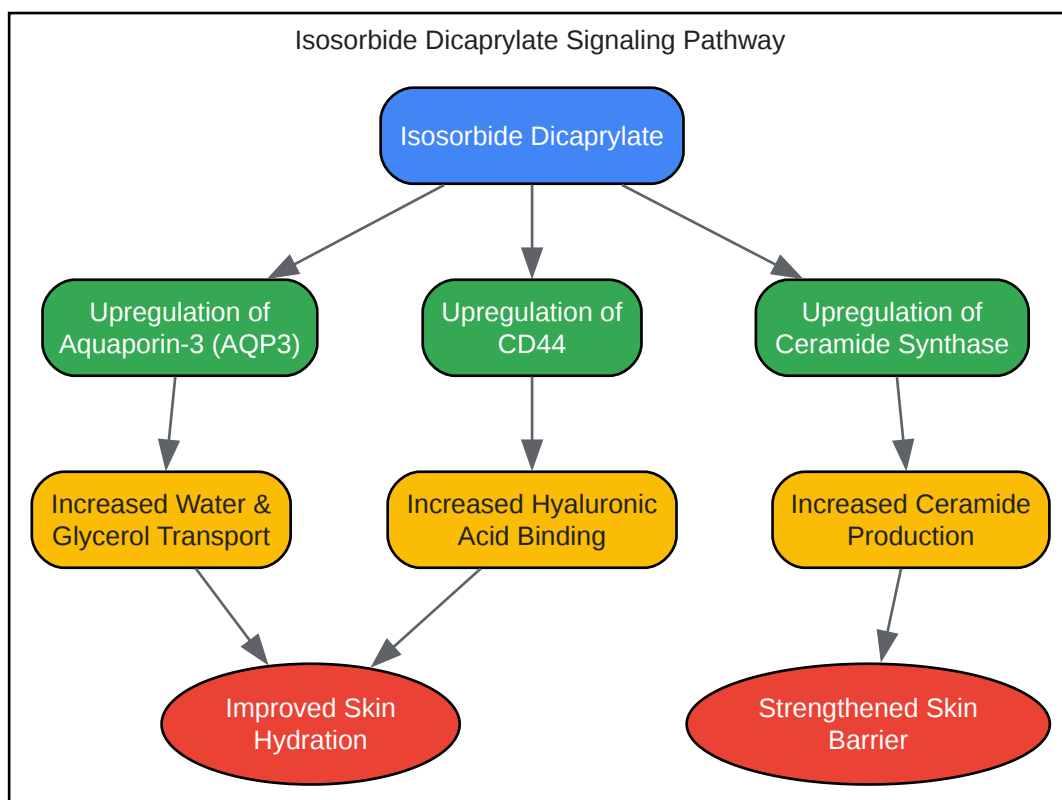 Isosorbide Dicaprylate Signaling Pathway
Isosorbide Dicaprylate
Upregulation of
Aquaporin-3 (AQP3)
Upregulation of
CD44
Upregulation of
Ceramide Synthase
Increased Water &
Glycerol Transport
Increased Hyaluronic
Acid Binding
Increased Ceramide
Production
Improved Skin
Hydration
Strengthened Skin
Barrier